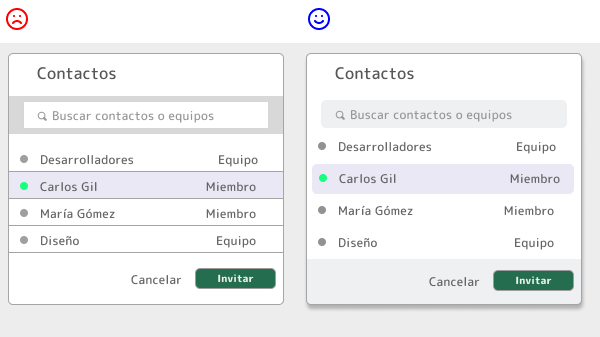 Contactos
Buscar contactos o equipos
Desarrolladores Equipo
Carlos Gil Miembro
María Gómez Miembro
Diseño Equipo
Cancelar Invitar
Contactos
Buscar contactos o equipos
Desarrolladores Equipo
Carlos Gil Miembro
María Gómez Miembro
Diseño Equipo
Cancelar Invitar